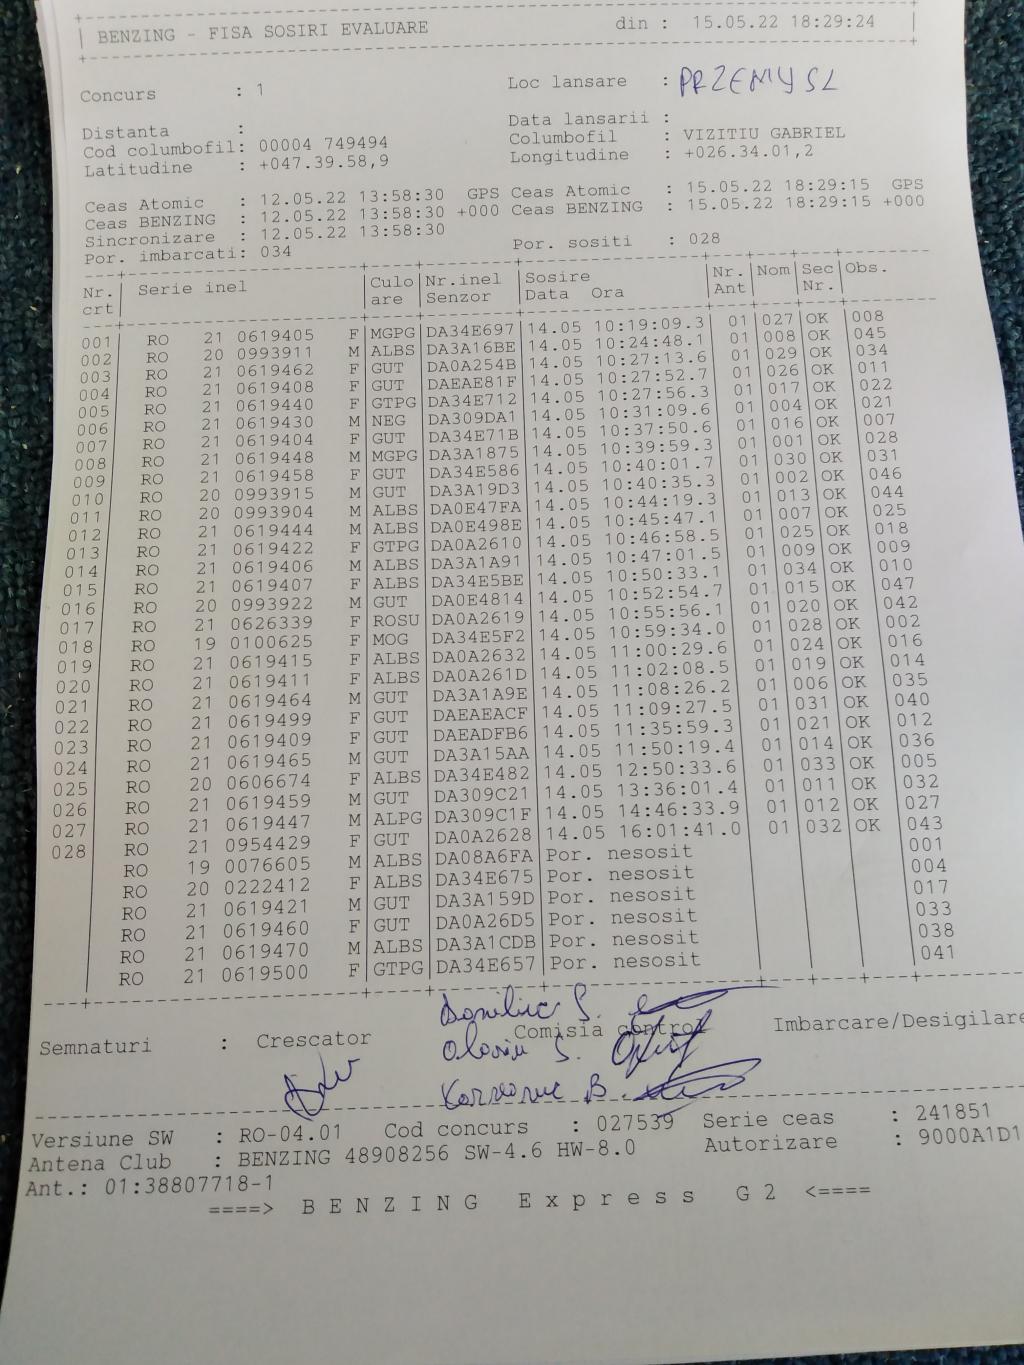 BENZING - FISA SOSIRI EVALUARE din : 15.05.22 18:29:24
Concurs : 1 Loc lansare : PRZEMYSL
Distanta : Data lansarii :
Cod columbofil: 00004 749494 Columbofil : VIZITIU GABRIEL
Latitudine : +047.39.58,9 Longitudine : +026.34.01,2
Ceas Atomic : 12.05.22 13:58:30 GPS Ceas Atomic : 15.05.22 18:29:15 GPS
Ceas BENZING : 12.05.22 13:58:30 +000 Ceas BENZING : 15.05.22 18:29:15 +000
Sincronizare : 12.05.22 13:58:30
Por. imbarcati: 034 Por. sositi : 028
Nr. Serie inel Culo Nr.inel Sosire Nr. Nom Sec Obs.
crt are Senzor Data Ora Ant Nr.
001 RO 21 0619405 F MGPG DA34E697 14.05 10:19:09.3 01 027 OK 008
002 RO 20 0993911 M ALBS DA3A16BE 14.05 10:24:48.1 01 008 OK 045
003 RO 21 0619462 F GUT DA0A254B 14.05 10:27:13.6 01 029 OK 034
004 RO 21 0619408 F GUT DAEAE81F 14.05 10:27:52.7 01 026 OK 011
005 RO 21 0619440 F GTPG DA34E712 14.05 10:27:56.3 01 017 OK 022
006 RO 21 0619430 M NEG DA309DA1 14.05 10:31:09.6 01 004 OK 021
007 RO 21 0619404 F GUT DA34E71B 14.05 10:37:50.6 01 016 OK 007
008 RO 21 0619448 M MGPG DA3A1875 14.05 10:39:59.3 01 001 OK 028
009 RO 21 0619458 F GUT DA34E586 14.05 10:40:01.7 01 030 OK 031
010 RO 20 0993915 M GUT DA3A19D3 14.05 10:40:35.3 01 002 OK 046
011 RO 20 0993904 M ALBS DA0E47FA 14.05 10:44:19.3 01 013 OK 044
012 RO 21 0619444 M ALBS DA0E498E 14.05 10:45:47.1 01 007 OK 025
013 RO 21 0619422 F GTPG DA0A2610 14.05 10:46:58.5 01 025 OK 018
014 RO 21 0619406 M ALBS DA3A1A91 14.05 10:47:01.5 01 009 OK 009
015 RO 21 0619407 F ALBS DA34E5BE 14.05 10:50:33.1 01 034 OK 010
016 RO 20 0993922 M GUT DA0E4814 14.05 10:52:54.7 01 015 OK 047
017 RO 21 0626339 F ROSU DA0A2619 14.05 10:55:56.1 01 020 OK 042
018 RO 19 0100625 F MOG DA34E5F2 14.05 10:59:34.0 01 028 OK 002
019 RO 21 0619415 F ALBS DA0A2632 14.05 11:00:29.6 01 024 OK 016
020 RO 21 0619411 F ALBS DA0A261D 14.05 11:02:08.5 01 019 OK 014
021 RO 21 0619464 M GUT DA3A1A9E 14.05 11:08:26.2 01 006 OK 035
022 RO 21 0619499 F GUT DAEAEACF 14.05 11:09:27.5 01 031 OK 040
023 RO 21 0619409 F GUT DAEADFB6 14.05 11:35:59.3 01 021 OK 012
024 RO 21 0619465 M GUT DA3A15AA 14.05 11:50:19.4 01 014 OK 036
025 RO 20 0606674 F ALBS DA34E482 14.05 12:50:33.6 01 033 OK 005
026 RO 21 0619459 M GUT DA309C21 14.05 13:36:01.4 01 011 OK 032
027 RO 21 0619447 M ALPG DA309C1F 14.05 14:46:33.9 01 012 OK 027
028 RO 21 0954429 F GUT DA0A2628 14.05 16:01:41.0 01 032 OK 043
RO 19 0076605 M ALBS DA08A6FA Por. nesosit 001
RO 20 0222412 F ALBS DA34E675 Por. nesosit 004
RO 21 0619421 M GUT DA3A159D Por. nesosit 017
RO 21 0619460 F GUT DA0A26D5 Por. nesosit 033
RO 21 0619470 M ALBS DA3A1CDB Por. nesosit 038
RO 21 0619500 F GTPG DA34E657 Por. nesosit 041
Semnaturi : Crescator Comisia control Imbarcare/Desigilare
Versiune SW : RO-04.01 Cod concurs : 027539 Serie ceas : 241851
Antena Club : BENZING 48908256 SW-4.6 HW-8.0 Autorizare : 9000A1D1
Ant.: 01:38807718-1
====> BENZING Express G2 <====